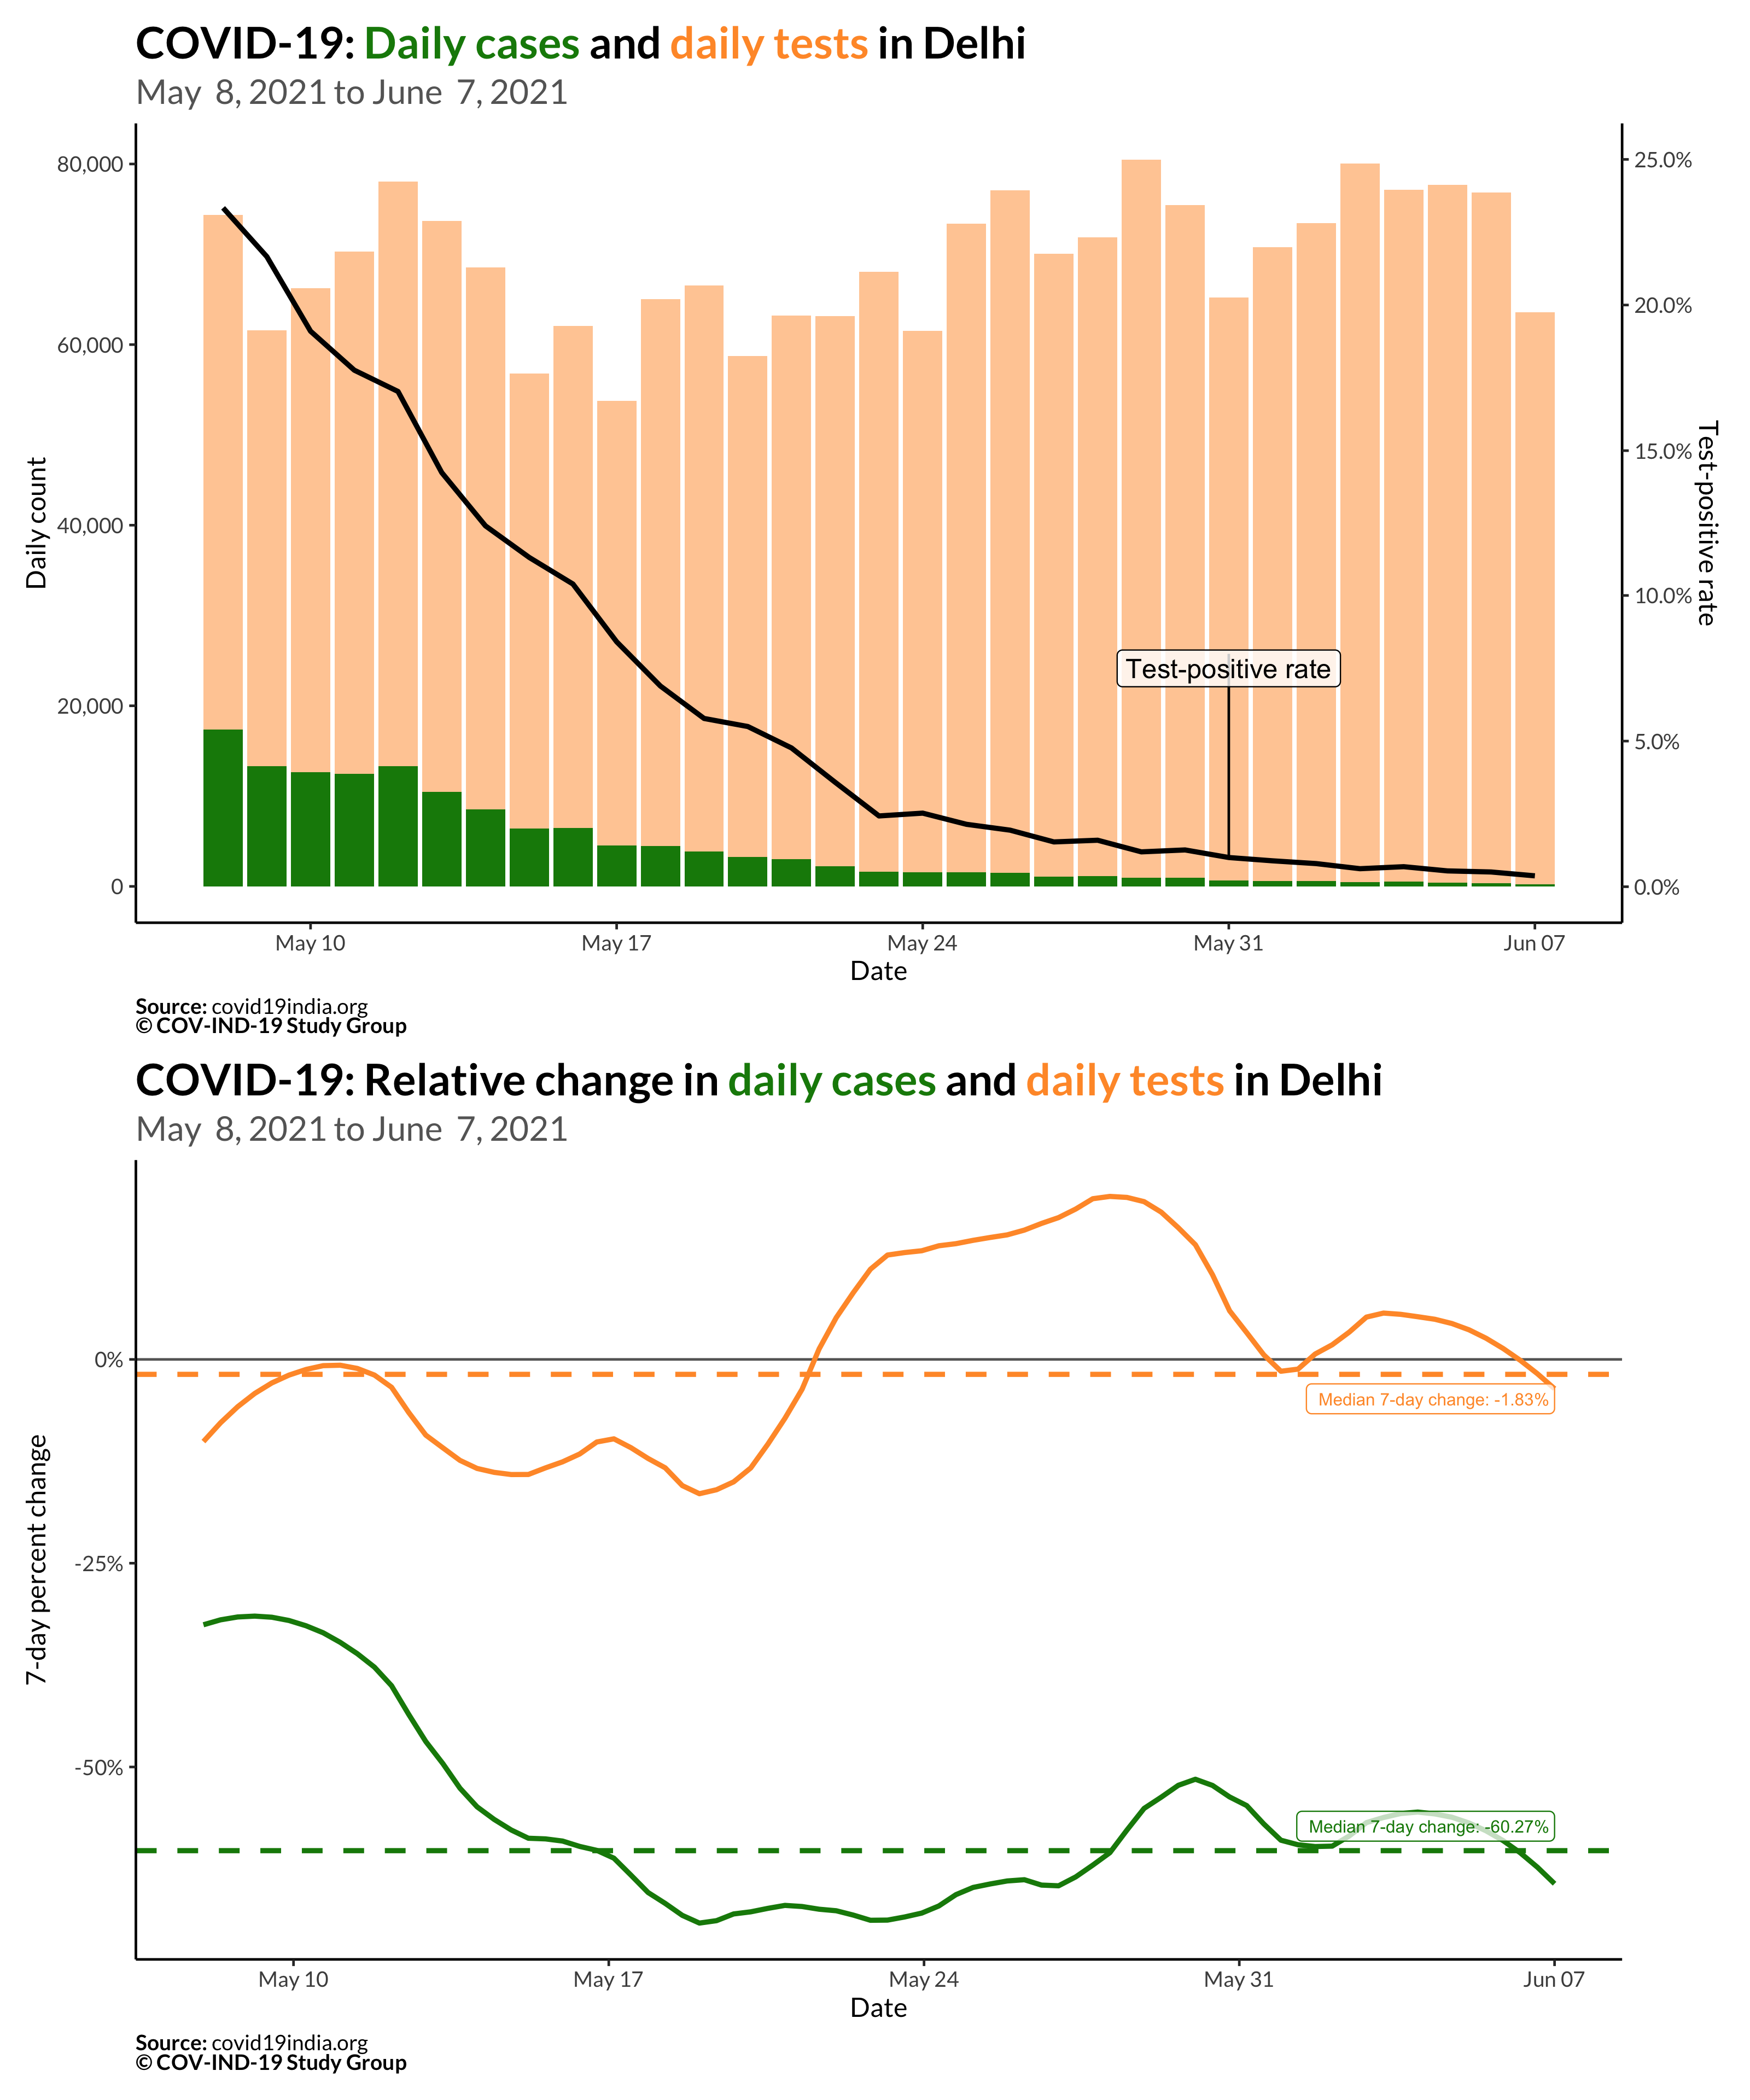 COVID-19: Daily cases and daily tests in Delhi
May 8, 2021 to June 7, 2021
80,000
60,000
40,000
20,000
0
Daily count
25.0%
20.0%
15.0%
10.0%
5.0%
0.0%
Test-positive rate
Test-positive rate
May 10
May 17
May 24
May 31
Jun 07
Date
Source: covid19india.org
© COV-IND-19 Study Group
COVID-19: Relative change in daily cases and daily tests in Delhi
May 8, 2021 to June 7, 2021
0%
-25%
-50%
7-day percent change
Median 7-day change: -1.83%
Median 7-day change: -60.27%
May 10
May 17
May 24
May 31
Jun 07
Date
Source: covid19india.org
© COV-IND-19 Study Group